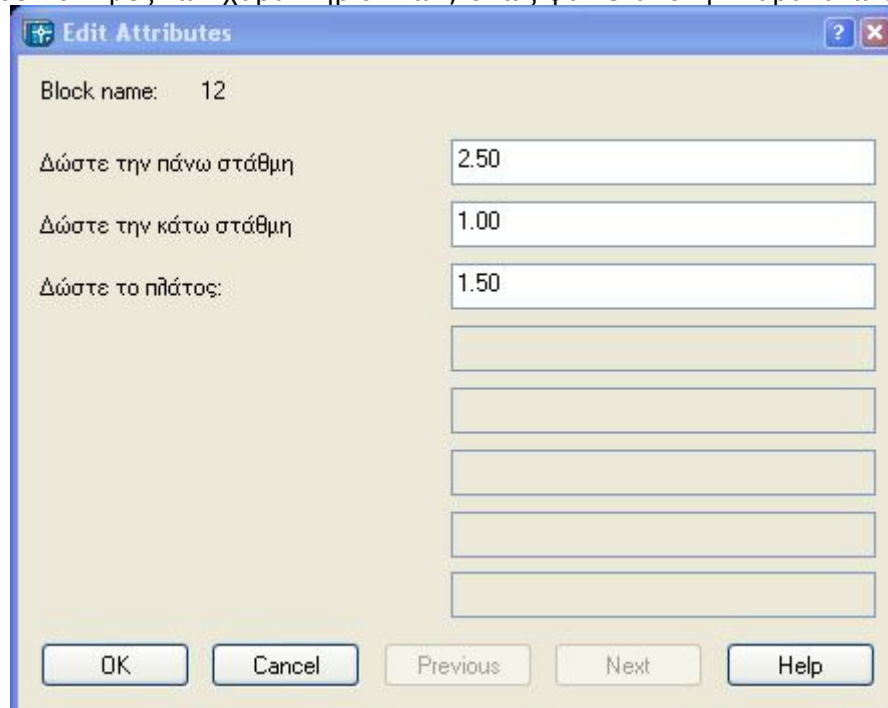 Edit Attributes
Block name: 12
Δώστε την πάνω στάθμη 2.50
Δώστε την κάτω στάθμη 1.00
Δώστε το πλάτος: 1.50
OK Cancel Previous Next Help